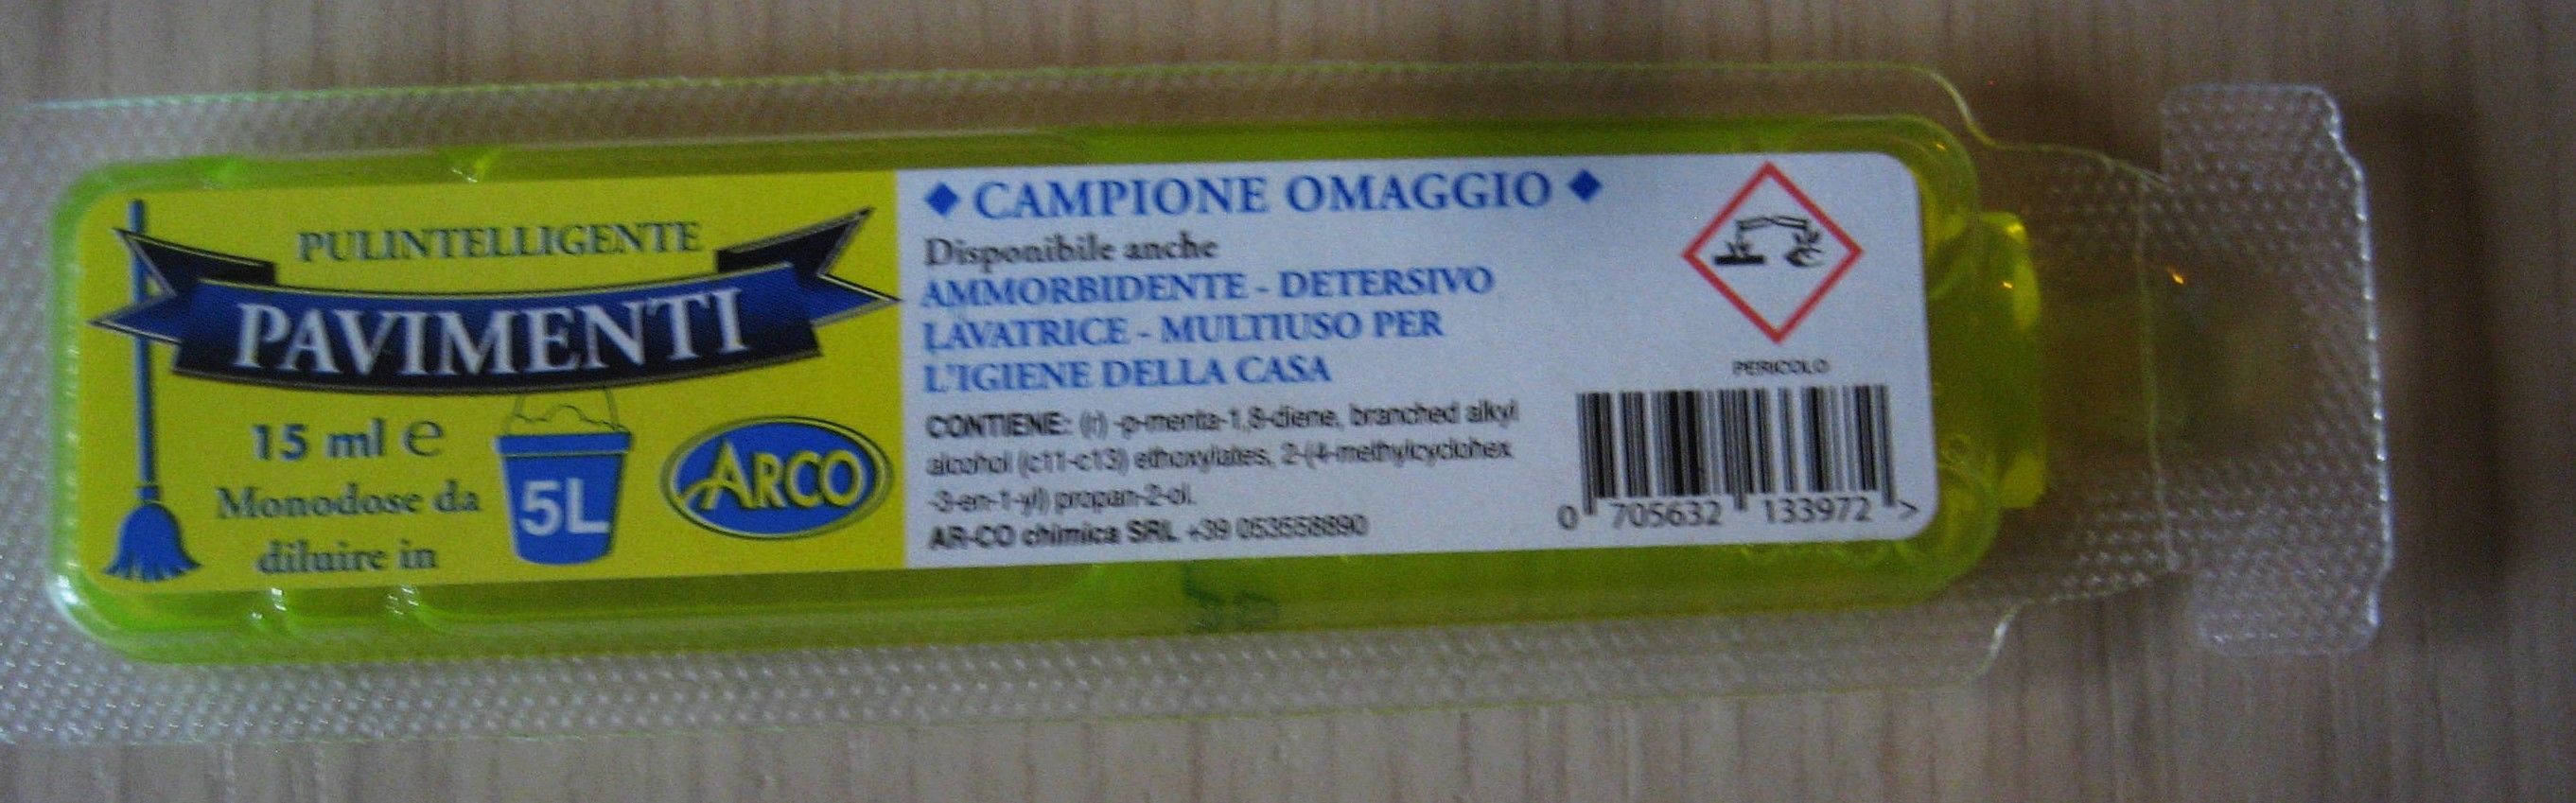 PULINTELLIGENTE
PAVIMENTI
15 ml e
Monodose da
diluire in
5L
ARCO
CAMPIONE OMAGGIO
Disponibile anche
AMMORBIDENTE - DETERSIVO
LAVATRICE - MULTIUSO PER
L'IGIENE DELLA CASA
CONTIENE: (r) -p-menta-1,8-diene, branched alkyl
alcohol (c11-c13) ethoxylates, 2-(4-methylcyclohex
-3-en-1-yl) propan-2-ol.
AR-CO chimica SRL +39 053558890
PERICOLO
0 705632 133972 >